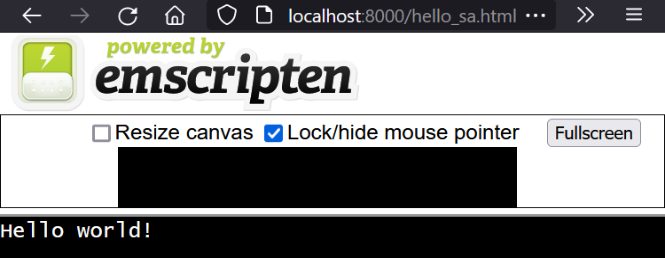 localhost:8000/hello_sa.html
powered by
emscripten
Resize canvas Lock/hide mouse pointer Fullscreen
Hello world!